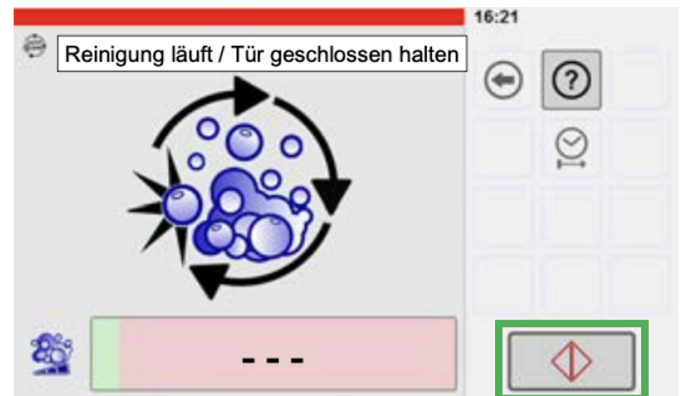 16:21
Reinigung läuft / Tür geschlossen halten
?
- - -